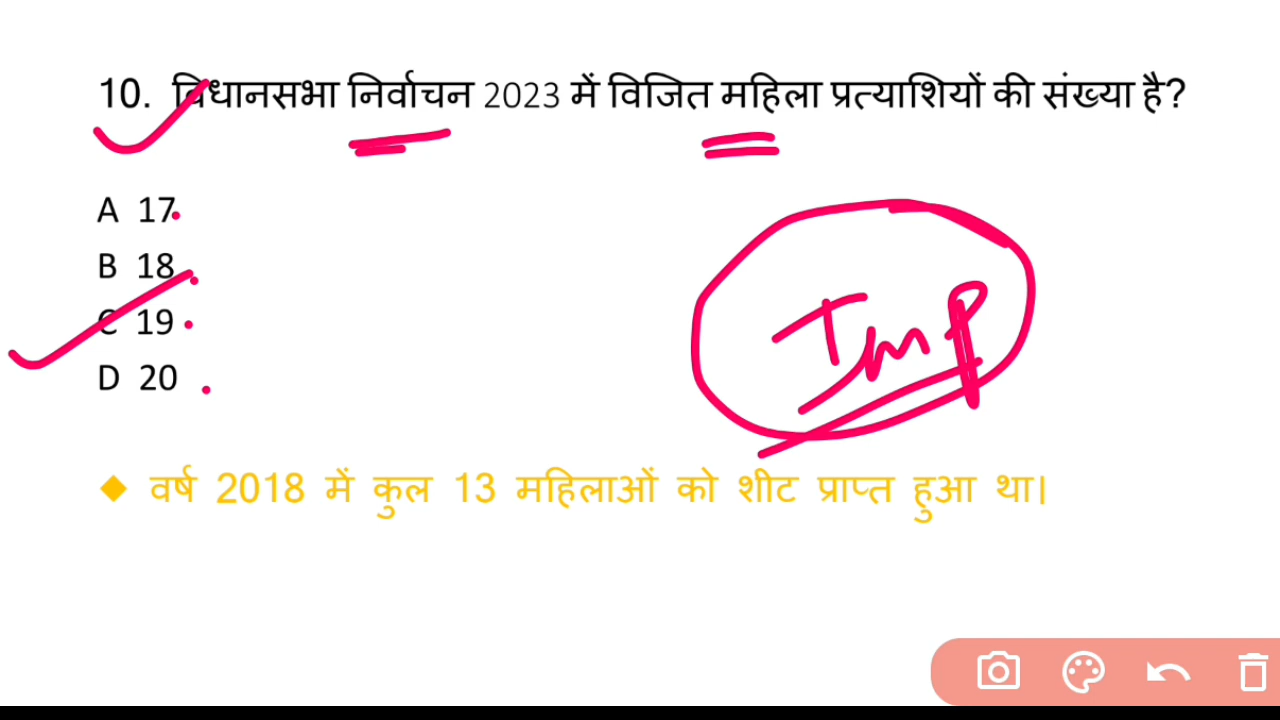 10. विधानसभा निर्वाचन 2023 में विजित महिला प्रत्याशियों की संख्या है?
A 17
B 18
C 19
D 20
Imp
◆ वर्ष 2018 में कुल 13 महिलाओं को शीट प्राप्त हुआ था।